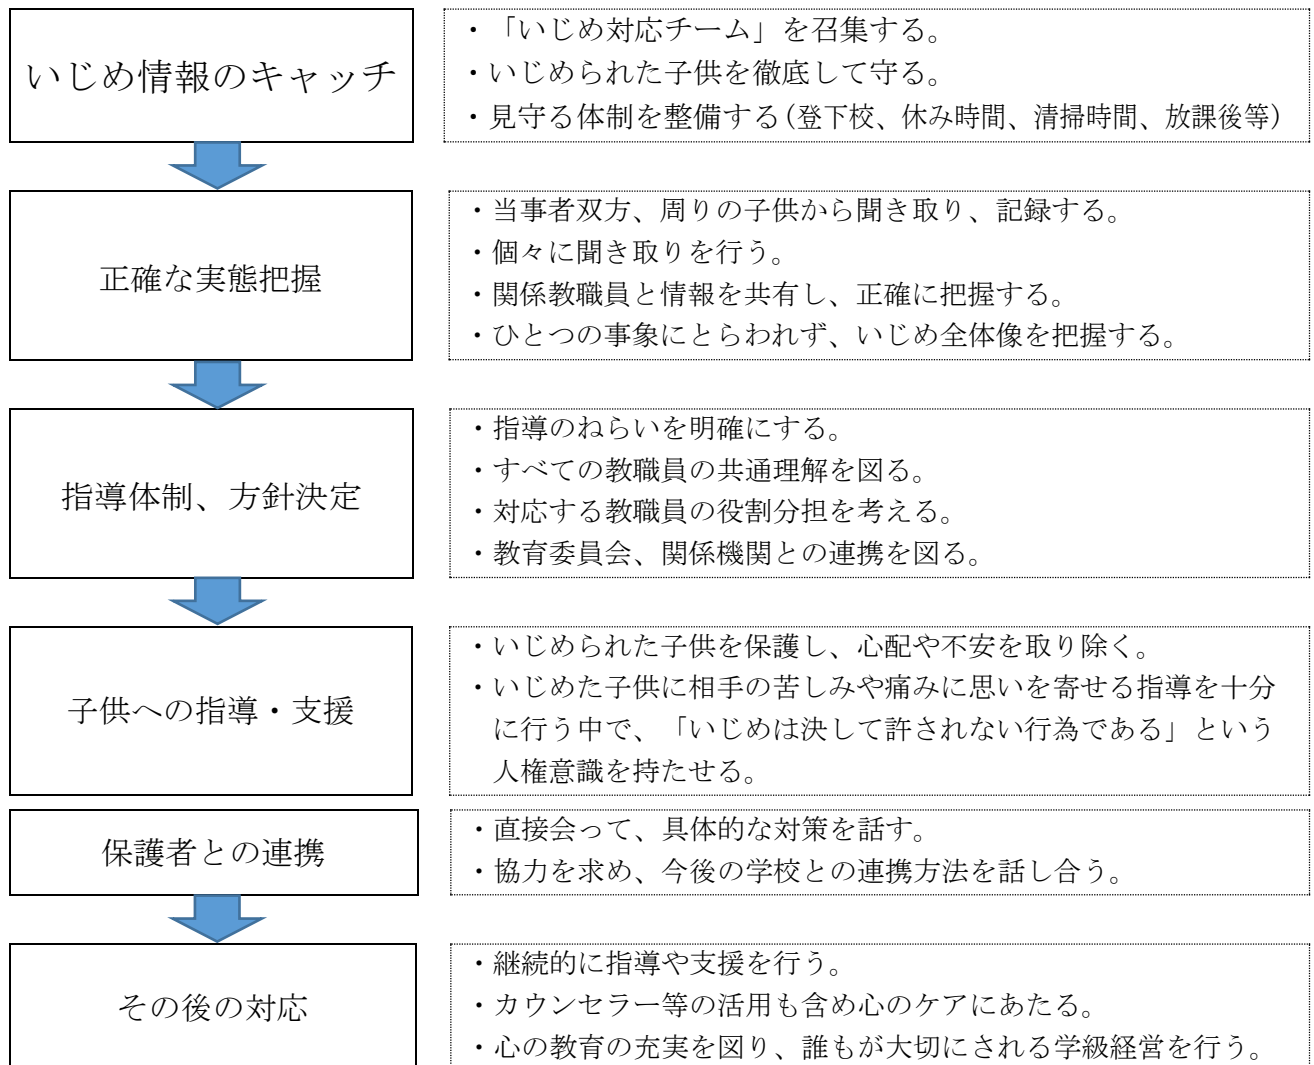 いじめ情報のキャッチ
・「いじめ対応チーム」を召集する。
・いじめられた子供を徹底して守る。
・見守る体制を整備する(登下校、休み時間、清掃時間、放課後等)
正確な実態把握
・当事者双方、周りの子供から聞き取り、記録する。
・個々に聞き取りを行う。
・関係教職員と情報を共有し、正確に把握する。
・ひとつの事象にとらわれず、いじめ全体像を把握する。
指導体制、方針決定
・指導のねらいを明確にする。
・すべての教職員の共通理解を図る。
・対応する教職員の役割分担を考える。
・教育委員会、関係機関との連携を図る。
子供への指導・支援
・いじめられた子供を保護し、心配や不安を取り除く。
・いじめた子供に相手の苦しみや痛みに思いを寄せる指導を十分
に行う中で、「いじめは決して許されない行為である」という
人権意識を持たせる。
保護者との連携
・直接会って、具体的な対策を話す。
・協力を求め、今後の学校との連携方法を話し合う。
その後の対応
・継続的に指導や支援を行う。
・カウンセラー等の活用も含め心のケアにあたる。
・心の教育の充実を図り、誰もが大切にされる学級経営を行う。